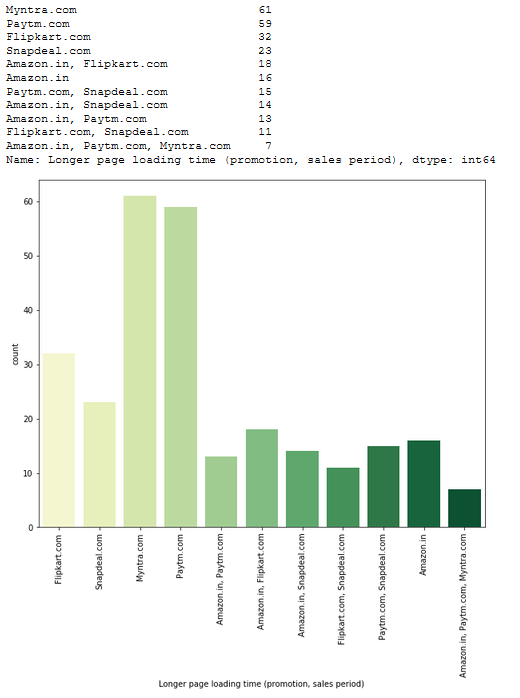 Myntra.com 61
Paytm.com 59
Flipkart.com 32
Snapdeal.com 23
Amazon.in, Flipkart.com 18
Amazon.in 16
Paytm.com, Snapdeal.com 15
Amazon.in, Snapdeal.com 14
Amazon.in, Paytm.com 13
Flipkart.com, Snapdeal.com 11
Amazon.in, Paytm.com, Myntra.com 7
Name: Longer page loading time (promotion, sales period), dtype: int64
60
50
40
30
20
10
0
count
Flipkart.com
Snapdeal.com
Myntra.com
Paytm.com
Amazon.in, Paytm.com
Amazon.in, Flipkart.com
Amazon.in, Snapdeal.com
Flipkart.com, Snapdeal.com
Paytm.com, Snapdeal.com
Amazon.in
Amazon.in, Paytm.com, Myntra.com
Longer page loading time (promotion, sales period)